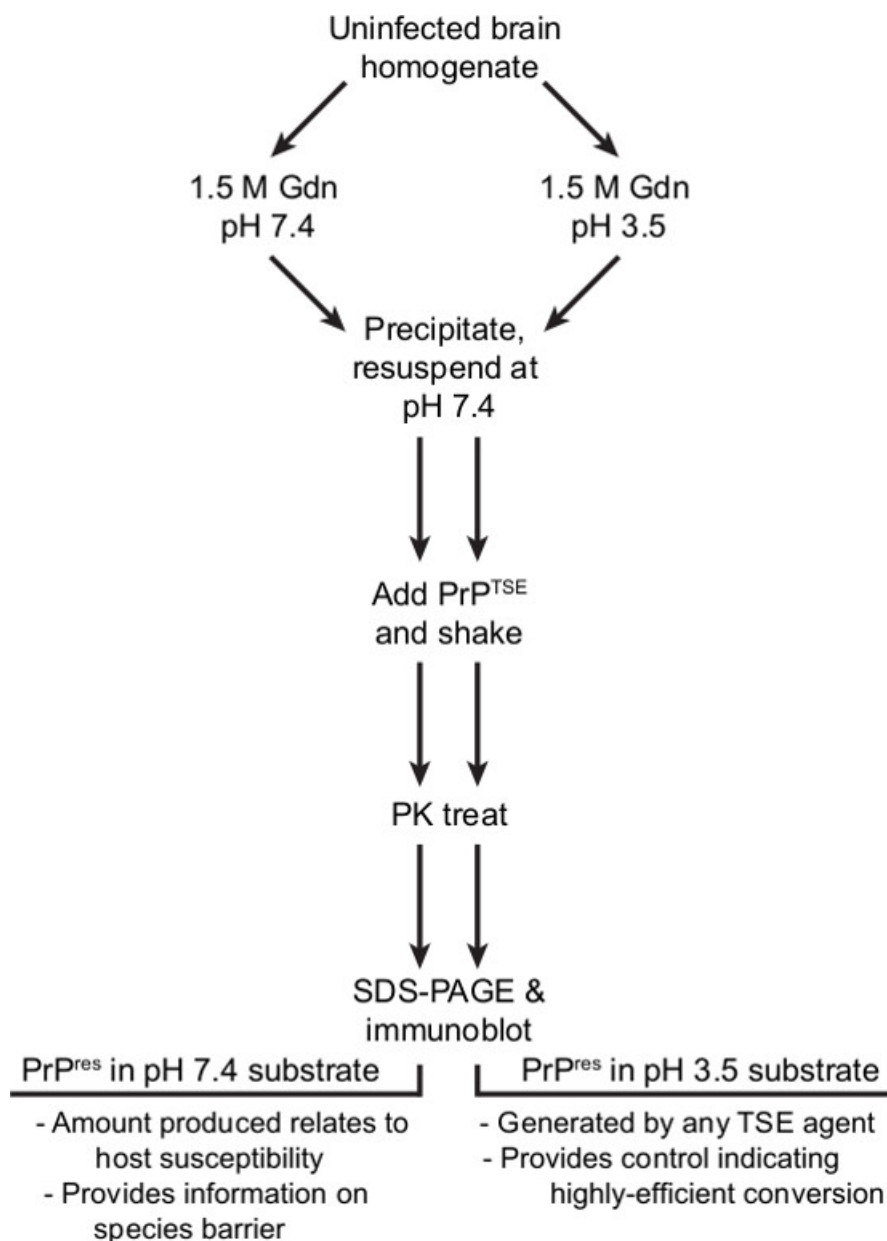 Uninfected brain
homogenate
1.5 M Gdn
pH 7.4
1.5 M Gdn
pH 3.5
Precipitate,
resuspend at
pH 7.4
Add PrP^TSE
and shake
PK treat
SDS-PAGE &
immunoblot
PrP^res in pH 7.4 substrate
- Amount produced relates to
host susceptibility
- Provides information on
species barrier
PrP^res in pH 3.5 substrate
- Generated by any TSE agent
- Provides control indicating
highly-efficient conversion